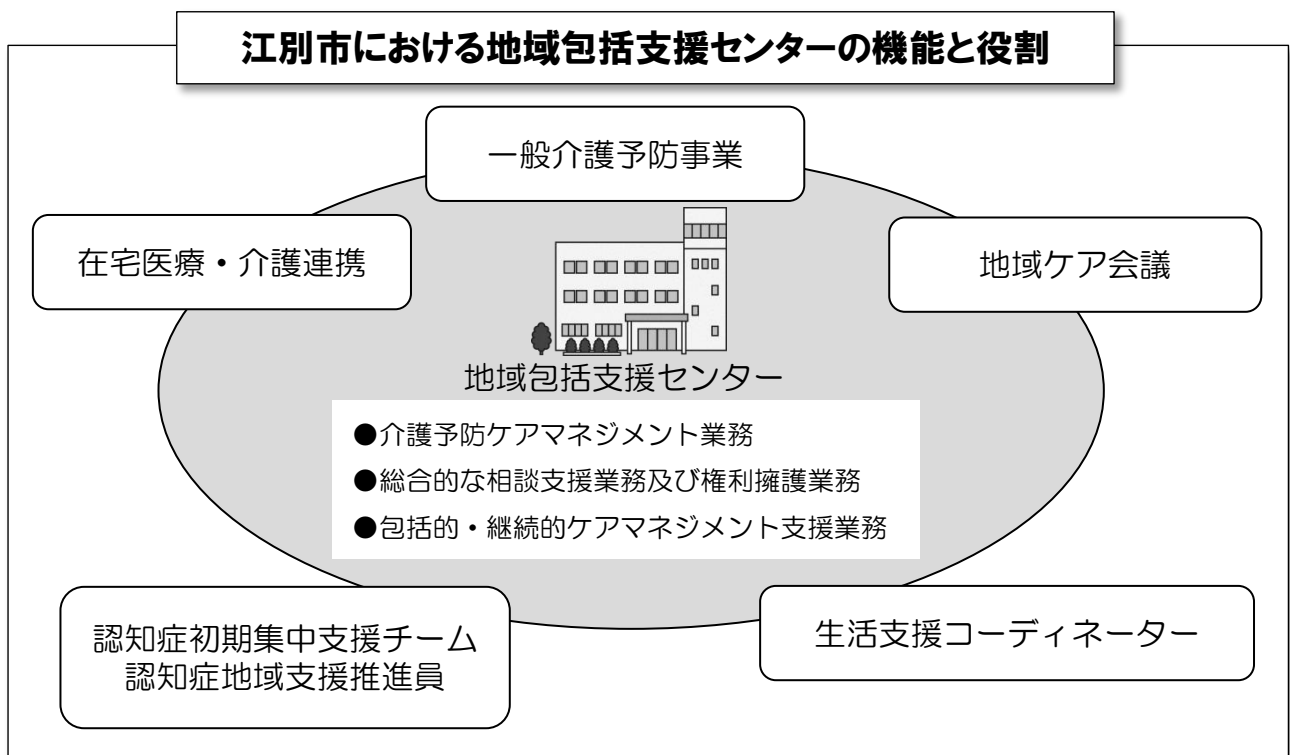 江別市における地域包括支援センターの機能と役割
一般介護予防事業
在宅医療・介護連携
地域ケア会議
地域包括支援センター
●介護予防ケアマネジメント業務
●総合的な相談支援業務及び権利擁護業務
●包括的・継続的ケアマネジメント支援業務
認知症初期集中支援チーム
認知症地域支援推進員
生活支援コーディネーター